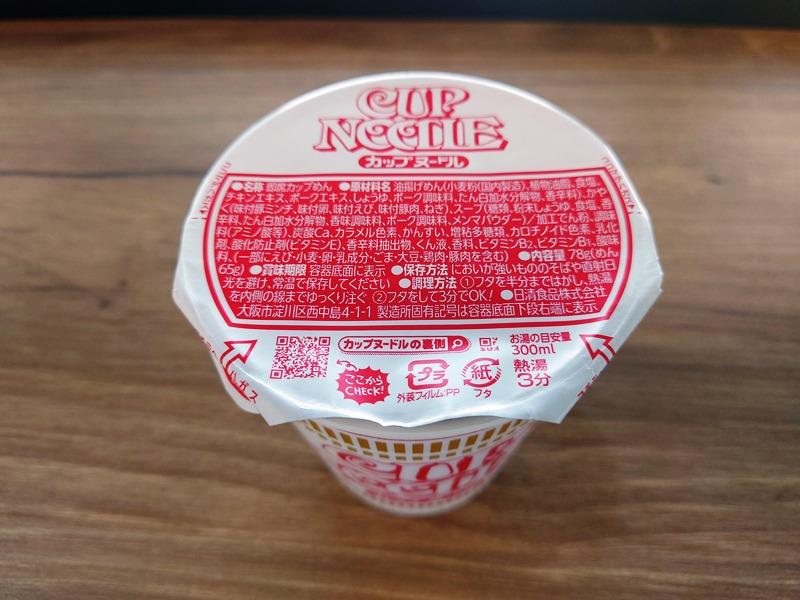 CUP
NOODLE
カップヌードル
●名称 即席カップめん ●原材料名 油揚げめん(小麦粉(国内製造)、植物油脂、食塩、
チキンエキス、ポークエキス、しょうゆ、ポーク調味料、たん白加水分解物、香辛料)、かや
く(味付豚ミンチ、味付卵、味付えび、味付豚肉、ねぎ)、スープ(糖類、粉末しょうゆ、食塩、香
辛料、たん白加水分解物、香味調味料、ポーク調味料、メンマパウダー)/加工でん粉、調味
料(アミノ酸等)、炭酸Ca、カラメル色素、かんすい、増粘多糖類、カロチノイド色素、乳化
剤、酸化防止剤(ビタミンE)、香辛料抽出物、くん液、香料、ビタミンB2、ビタミンB1、酸味
料、(一部にえび・小麦・卵・乳成分・ごま・大豆・鶏肉・豚肉を含む) ●内容量 78g(めん
65g) ●賞味期限 容器底面に表示 ●保存方法 においが強いもののそばや直射日
光を避け、常温で保存してください ●調理方法 ①フタを半分まではがし、熱湯
を内側の線までゆっくり注ぐ ②フタをして3分でOK! ●日清食品株式会社
大阪市淀川区西中島4-1-1 製造所固有記号は容器底面下段右端に表示
カップヌードルの裏側
お湯の目安量
300ml
ここから
CHECK!
プラ
外装フィルム:PP
紙
フタ
熱湯
3分
CUP